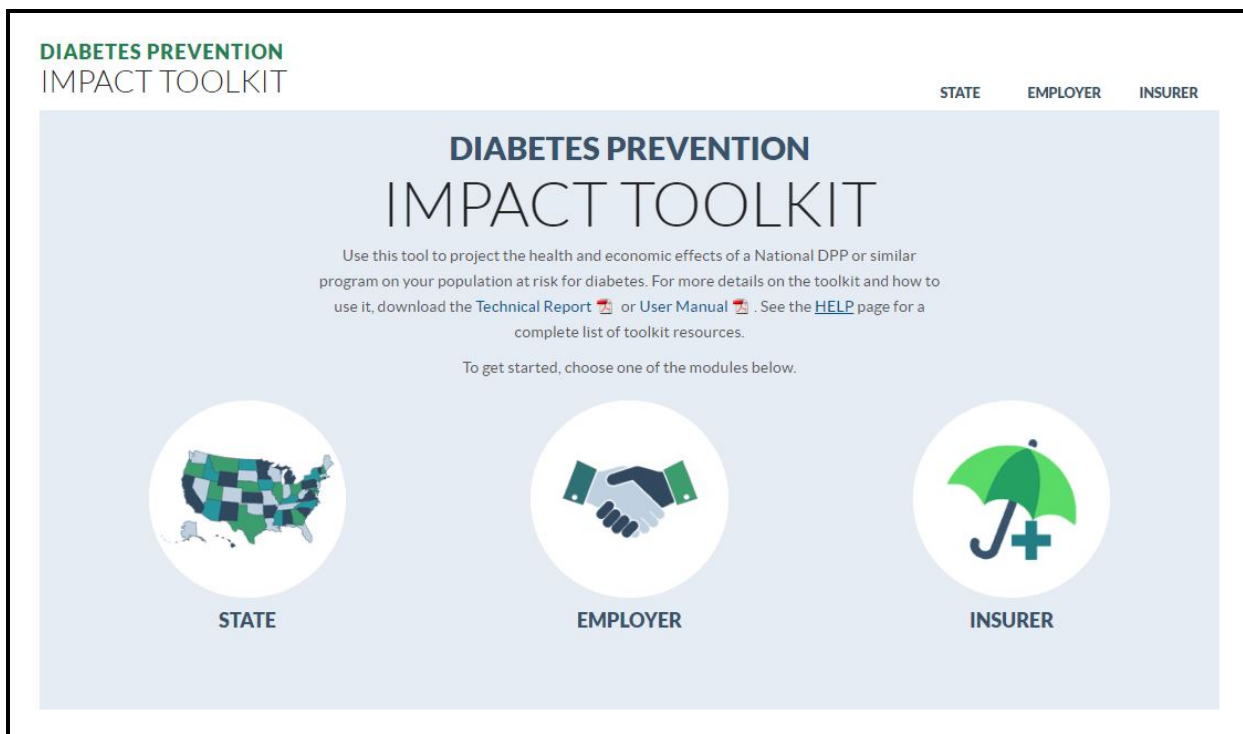 DIABETES PREVENTION
IMPACT TOOLKIT
STATE EMPLOYER INSURER
DIABETES PREVENTION
IMPACT TOOLKIT
Use this tool to project the health and economic effects of a National DPP or similar
program on your population at risk for diabetes. For more details on the toolkit and how to
use it, download the Technical Report or User Manual . See the HELP page for a
complete list of toolkit resources.
To get started, choose one of the modules below.
STATE
EMPLOYER
INSURER